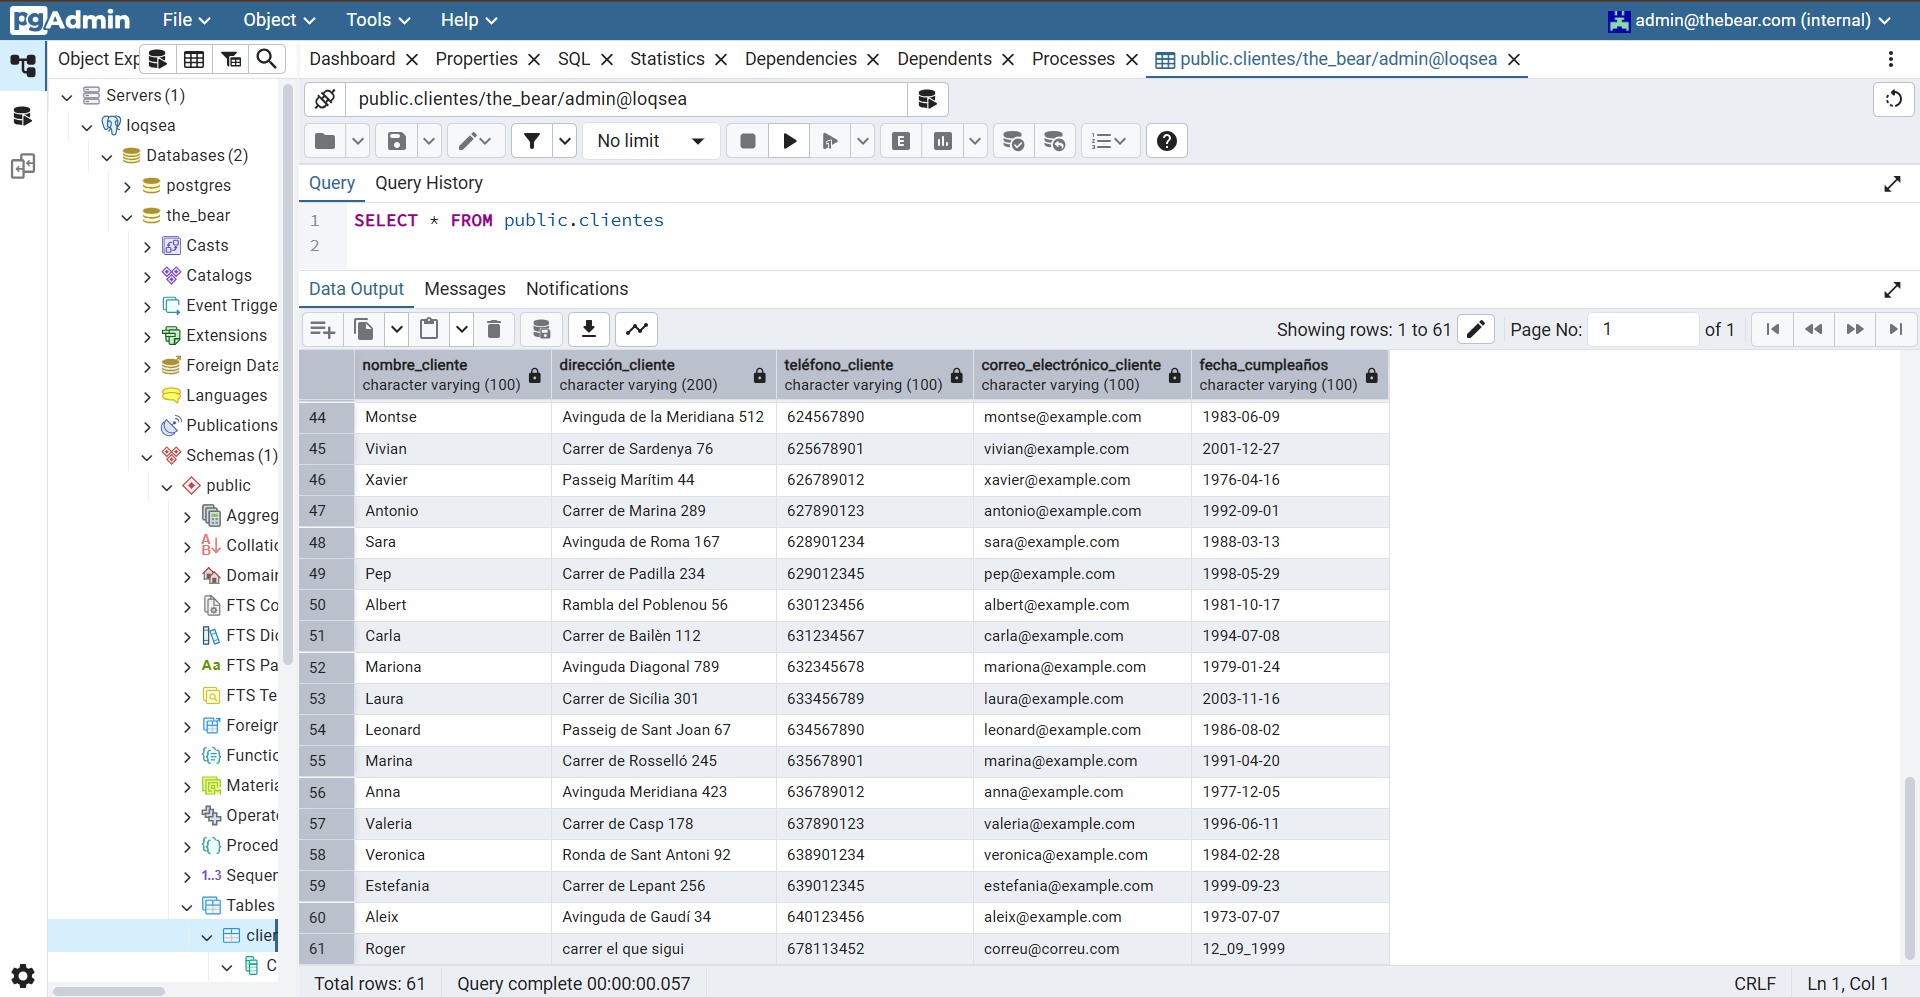 pgAdmin File Object Tools Help admin@thebear.com (internal)
Object Exp Dashboard Properties SQL Statistics Dependencies Dependents Processes public.clientes/the_bear/admin@loqsea
Servers (1)
loqsea
Databases (2)
postgres
the_bear
Casts
Catalogs
Event Trigge
Extensions
Foreign Data
Languages
Publications
Schemas (1)
public
Aggreg
Collatio
Domain
FTS Co
FTS Dic
Aa FTS Pa
FTS Te
Foreign
Functio
Materia
Operato
Proced
1..3 Sequen
Tables
clien
C
public.clientes/the_bear/admin@loqsea
No limit
E
Query Query History
1 SELECT * FROM public.clientes
2
Data Output Messages Notifications
Showing rows: 1 to 61 Page No: 1 of 1
nombre_cliente dirección_cliente teléfono_cliente correo_electrónico_cliente fecha_cumpleaños
character varying (100) character varying (200) character varying (100) character varying (100) character varying (100)
44 Montse Avinguda de la Meridiana 512 624567890 montse@example.com 1983-06-09
45 Vivian Carrer de Sardenya 76 625678901 vivian@example.com 2001-12-27
46 Xavier Passeig Marítim 44 626789012 xavier@example.com 1976-04-16
47 Antonio Carrer de Marina 289 627890123 antonio@example.com 1992-09-01
48 Sara Avinguda de Roma 167 628901234 sara@example.com 1988-03-13
49 Pep Carrer de Padilla 234 629012345 pep@example.com 1998-05-29
50 Albert Rambla del Poblenou 56 630123456 albert@example.com 1981-10-17
51 Carla Carrer de Bailèn 112 631234567 carla@example.com 1994-07-08
52 Mariona Avinguda Diagonal 789 632345678 mariona@example.com 1979-01-24
53 Laura Carrer de Sicília 301 633456789 laura@example.com 2003-11-16
54 Leonard Passeig de Sant Joan 67 634567890 leonard@example.com 1986-08-02
55 Marina Carrer de Rosselló 245 635678901 marina@example.com 1991-04-20
56 Anna Avinguda Meridiana 423 636789012 anna@example.com 1977-12-05
57 Valeria Carrer de Casp 178 637890123 valeria@example.com 1996-06-11
58 Veronica Ronda de Sant Antoni 92 638901234 veronica@example.com 1984-02-28
59 Estefania Carrer de Lepant 256 639012345 estefania@example.com 1999-09-23
60 Aleix Avinguda de Gaudí 34 640123456 aleix@example.com 1973-07-07
61 Roger carrer el que sigui 678113452 correu@correu.com 12_09_1999
Total rows: 61 Query complete 00:00:00.057 CRLF Ln 1, Col 1